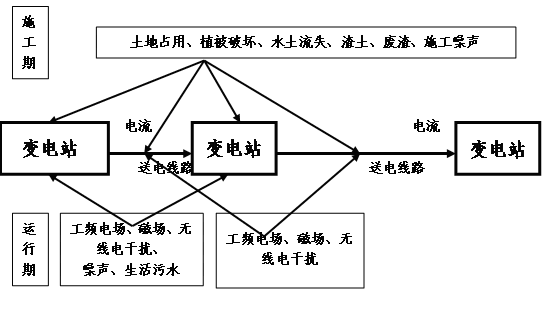 施
工
期
土地占用、植被破坏、水土流失、渣土、废渣、施工噪声
电流
电流
变电站
变电站
变电站
送电线路
送电线路
运
行
期
工频电场、磁场、无
线电干扰、
噪声、生活污水
工频电场、磁场、无
线电干扰